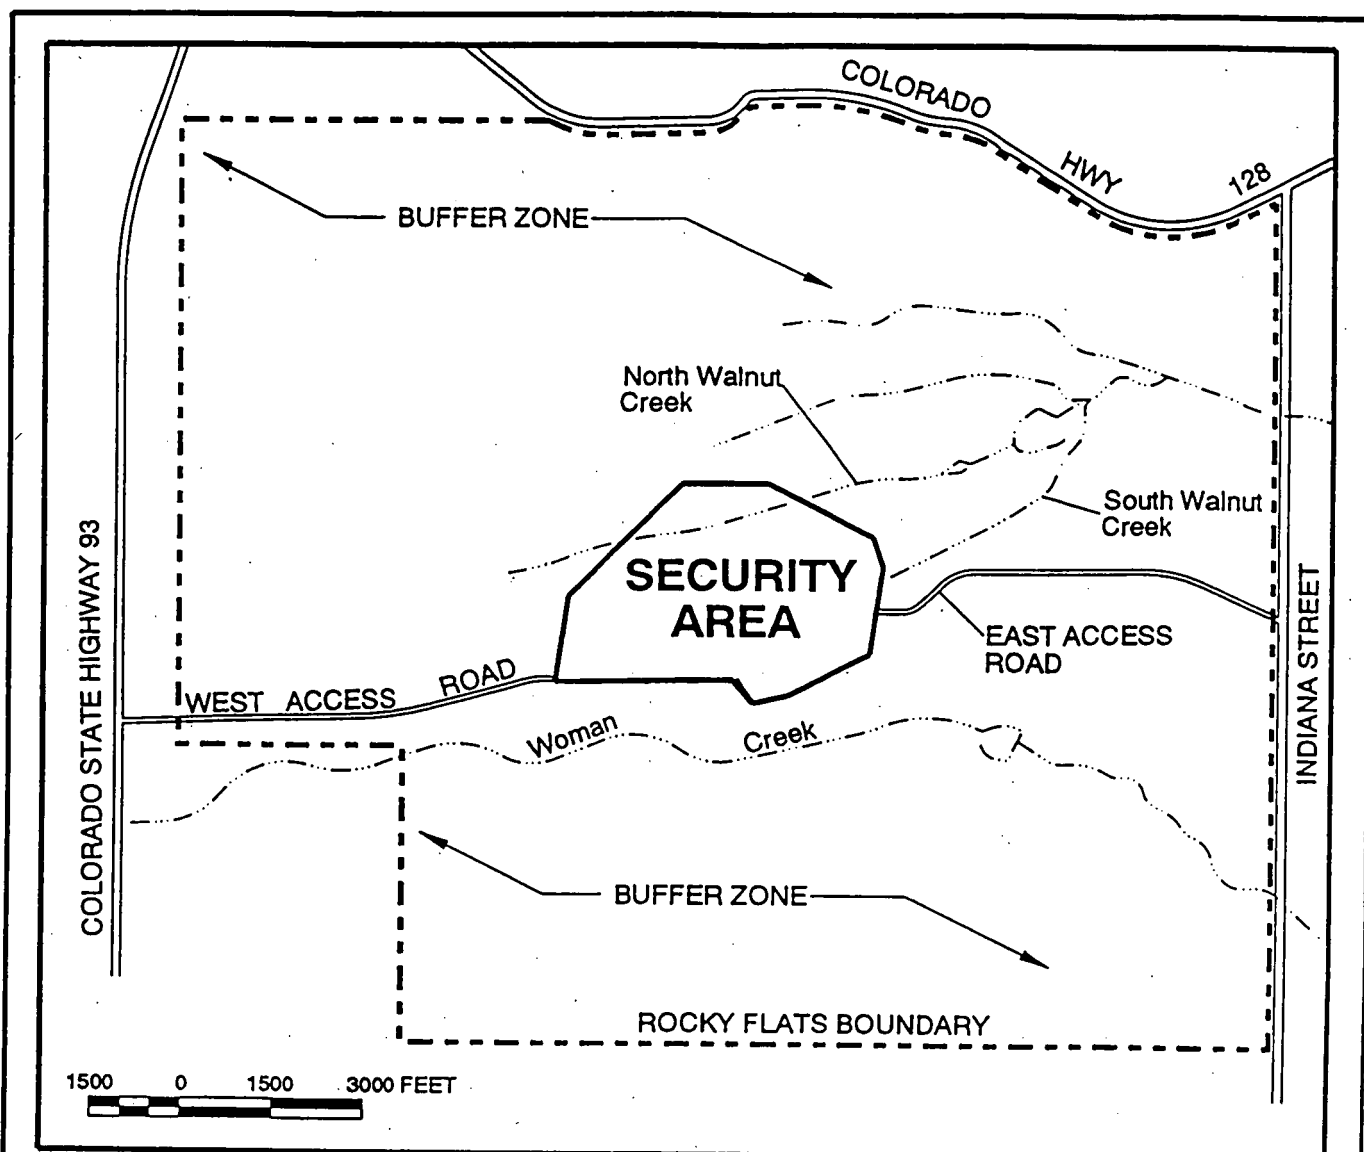 COLORADO
HWY
128
BUFFER ZONE
North Walnut
Creek
South Walnut
Creek
SECURITY
AREA
EAST ACCESS
ROAD
WEST ACCESS ROAD
Woman Creek
COLORADO STATE HIGHWAY 93
INDIANA STREET
BUFFER ZONE
ROCKY FLATS BOUNDARY
1500 0 1500 3000 FEET